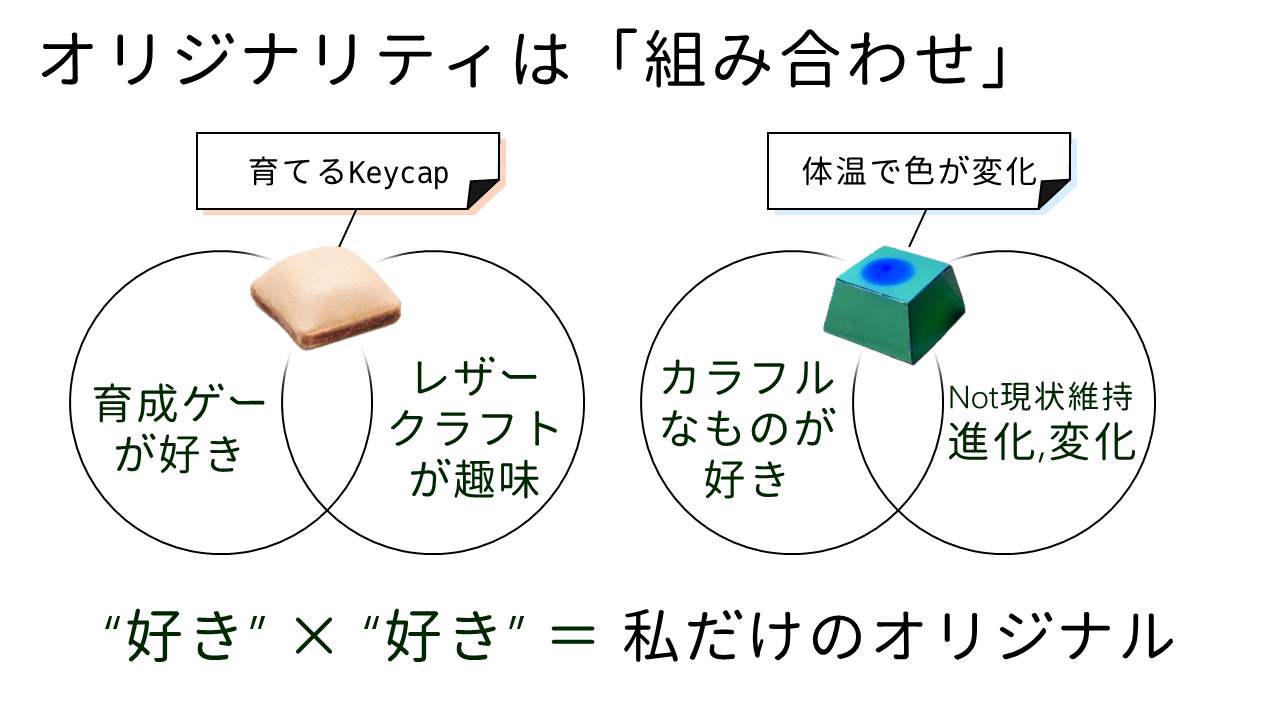 オリジナリティは「組み合わせ」
育てるKeycap
体温で色が変化
育成ゲー
が好き
レザー
クラフト
が趣味
カラフル
なものが
好き
Not現状維持
進化,変化
“好き” × “好き” = 私だけのオリジナル